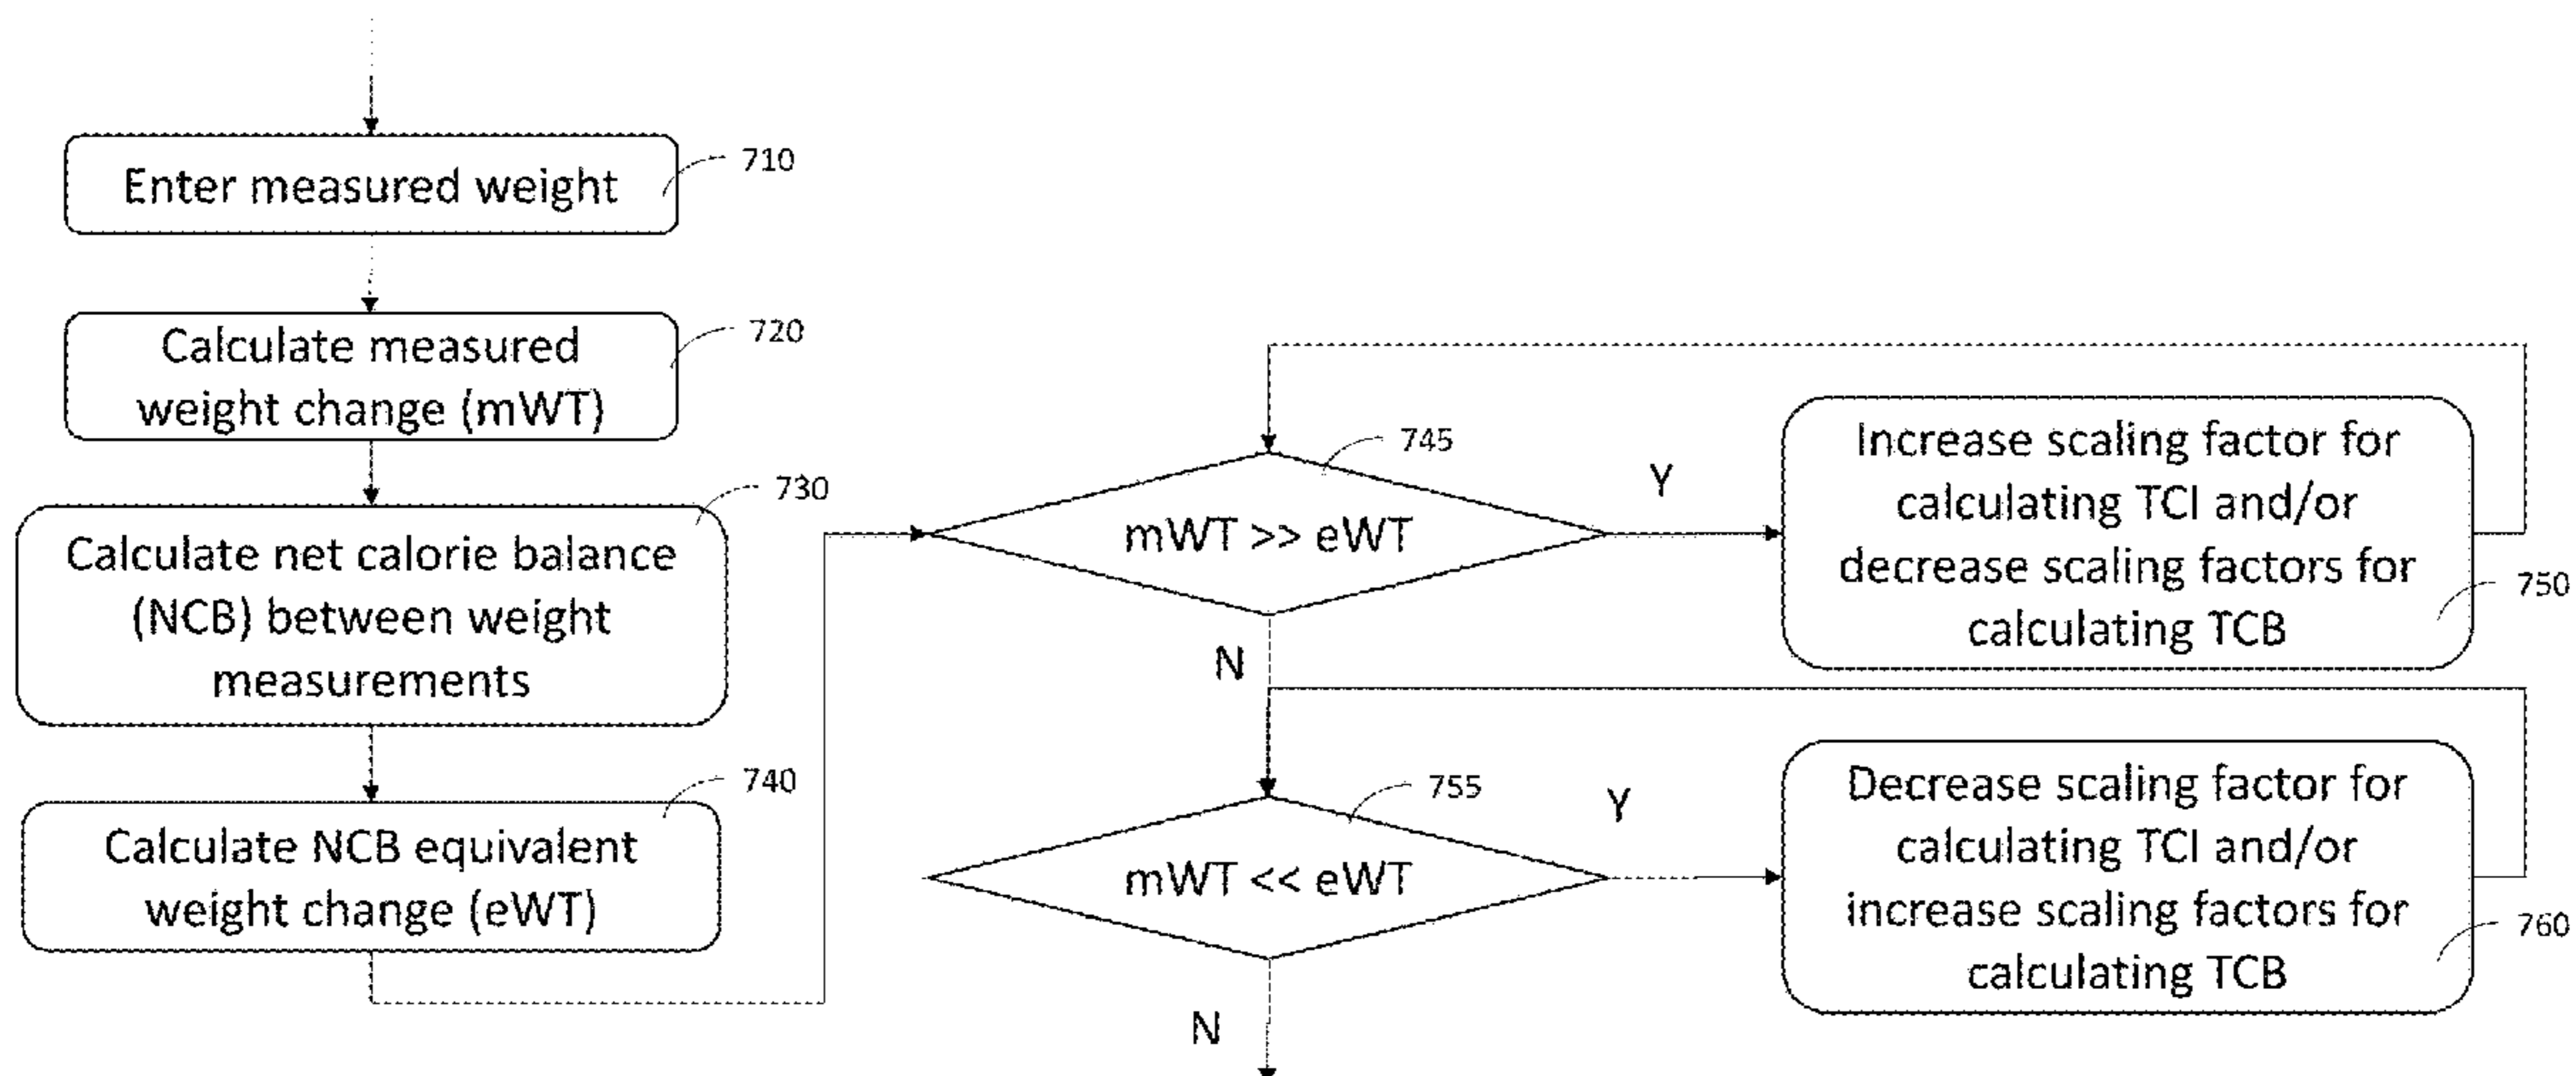 Enter measured weight
710
Calculate measured
weight change (mWT)
720
Calculate net calorie balance
(NCB) between weight
measurements
730
Calculate NCB equivalent
weight change (eWT)
740
mWT >> eWT
745
Y
N
Increase scaling factor for
calculating TCI and/or
decrease scaling factors for
calculating TCB
750
mWT << eWT
755
Y
N
Decrease scaling factor for
calculating TCI and/or
increase scaling factors for
calculating TCB
760